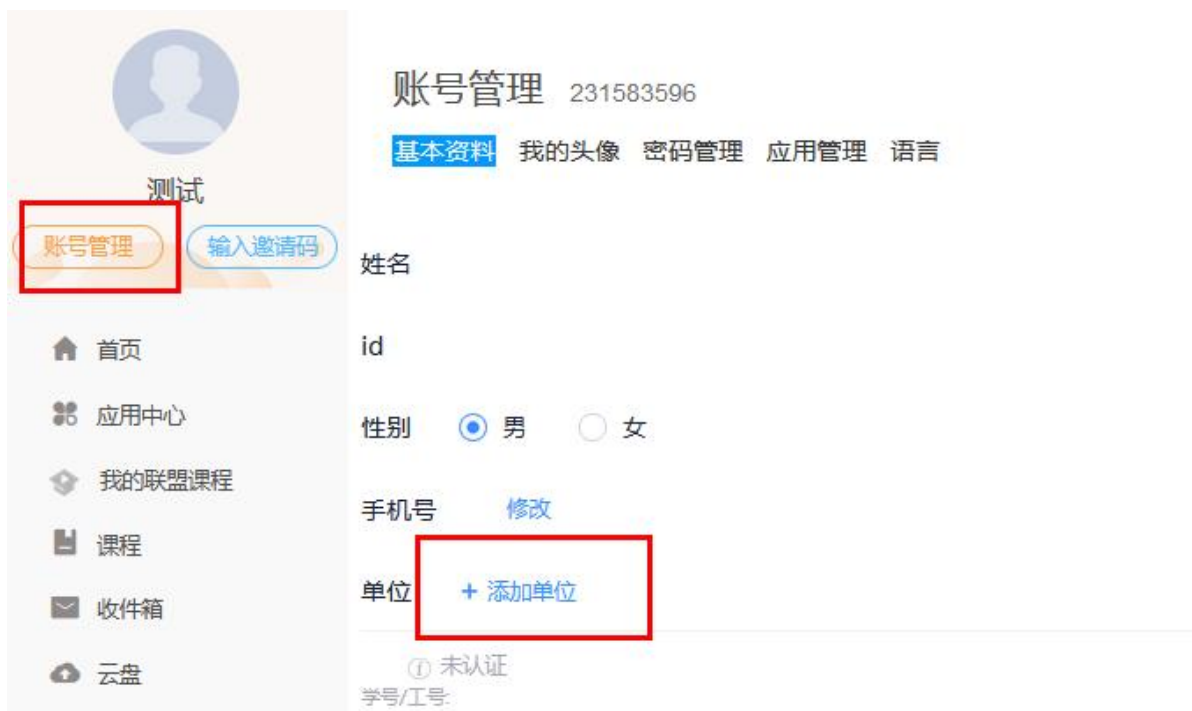 测试
账号管理
输入邀请码
首页
应用中心
我的联盟课程
课程
收件箱
云盘
账号管理 231583596
基本资料 我的头像 密码管理 应用管理 语言
姓名
id
性别 男 女
手机号 修改
单位 + 添加单位
未认证
学号/工号: